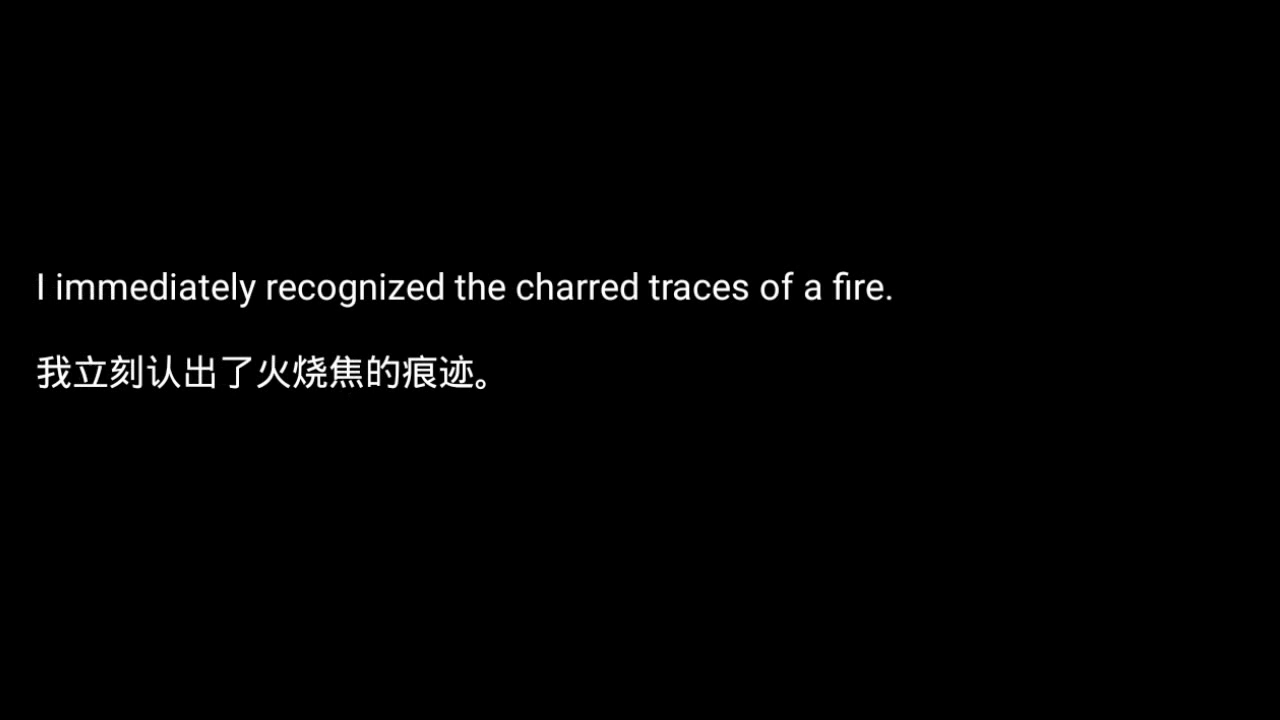 I immediately recognized the charred traces of a fire.
我立刻认出了火烧焦的痕迹。